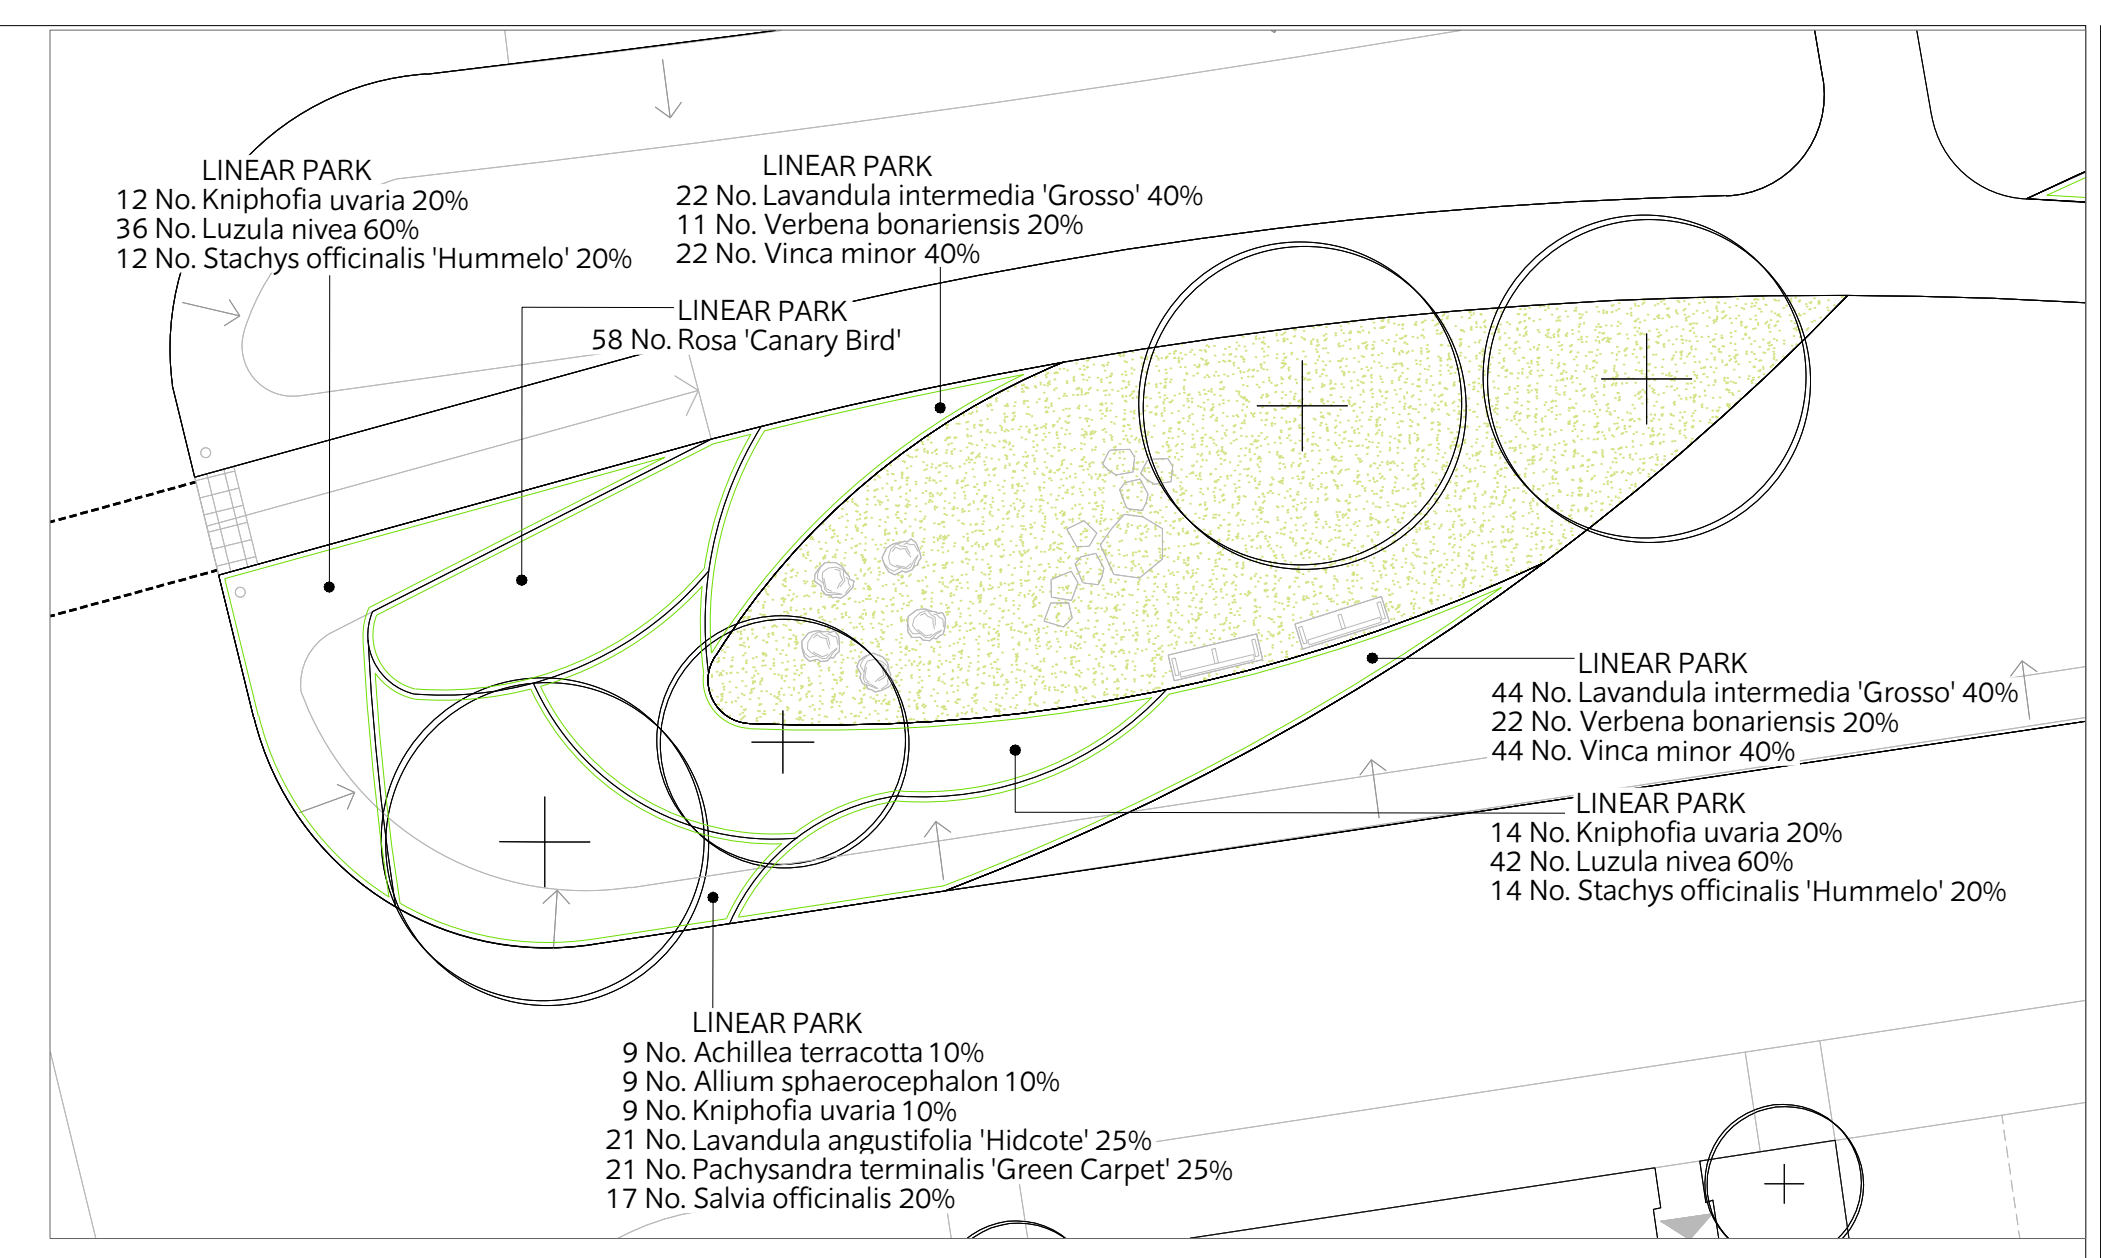 LINEAR PARK
12 No. Kniphofia uvaria 20%
36 No. Luzula nivea 60%
12 No. Stachys officinalis 'Hummelo' 20%
LINEAR PARK
22 No. Lavandula intermedia 'Grosso' 40%
11 No. Verbena bonariensis 20%
22 No. Vinca minor 40%
LINEAR PARK
58 No. Rosa 'Canary Bird'
LINEAR PARK
44 No. Lavandula intermedia 'Grosso' 40%
22 No. Verbena bonariensis 20%
44 No. Vinca minor 40%
LINEAR PARK
14 No. Kniphofia uvaria 20%
42 No. Luzula nivea 60%
14 No. Stachys officinalis 'Hummelo' 20%
LINEAR PARK
9 No. Achillea terracotta 10%
9 No. Allium sphaerocephalon 10%
9 No. Kniphofia uvaria 10%
21 No. Lavandula angustifolia 'Hidcote' 25%
21 No. Pachysandra terminalis 'Green Carpet' 25%
17 No. Salvia officinalis 20%